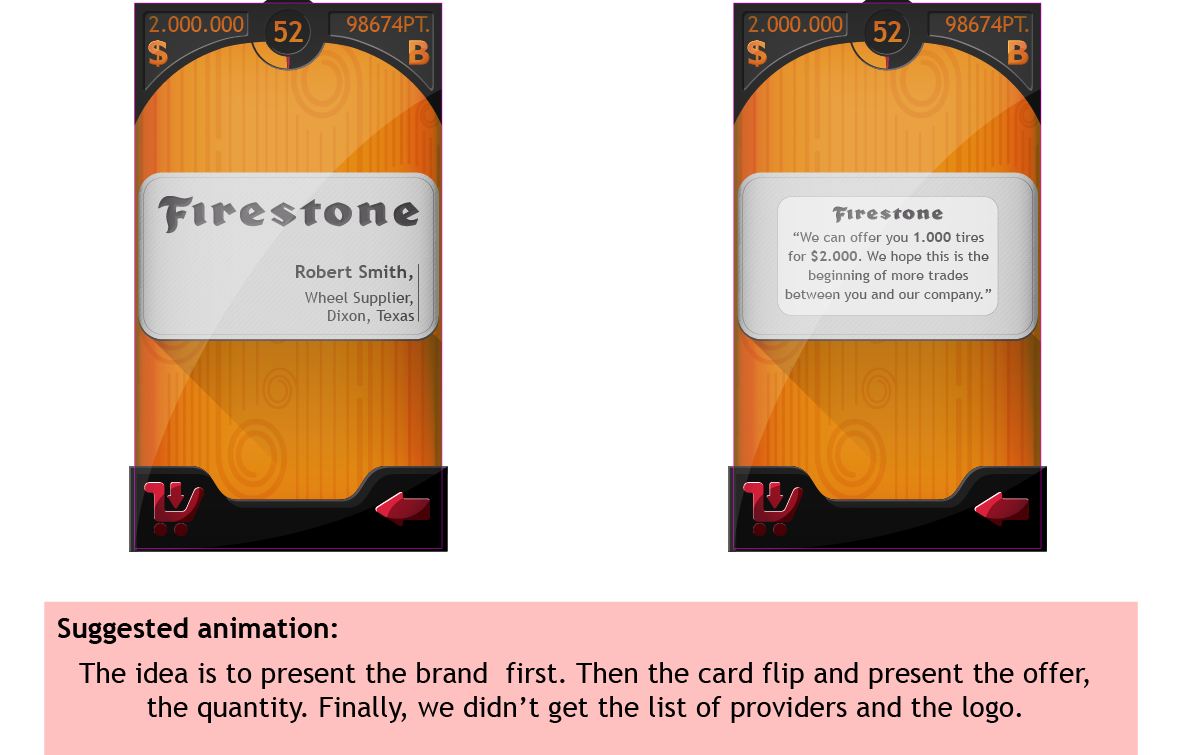 2.000.000 52 98674PT.
$ B
Firestone
Robert Smith,
Wheel Supplier,
Dixon, Texas
2.000.000 52 98674PT.
$ B
Firestone
“We can offer you 1.000 tires
for $2.000. We hope this is the
beginning of more trades
between you and our company.”
Suggested animation:
The idea is to present the brand first. Then the card flip and present the offer,
the quantity. Finally, we didn’t get the list of providers and the logo.